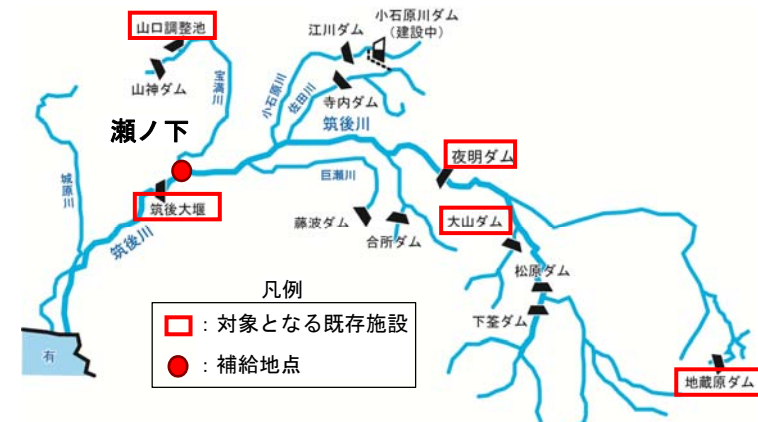 山口調整池
江川ダム
小石原川ダム
(建設中)
山神ダム
宝満川
小石原川
佐田川
寺内ダム
瀬ノ下
筑後川
夜明ダム
城原川
巨瀬川
筑後大堰
大山ダム
藤波ダム
合所ダム
筑後川
松原ダム
凡例
:対象となる既存施設
下筌ダム
有
:補給地点
地蔵原ダム